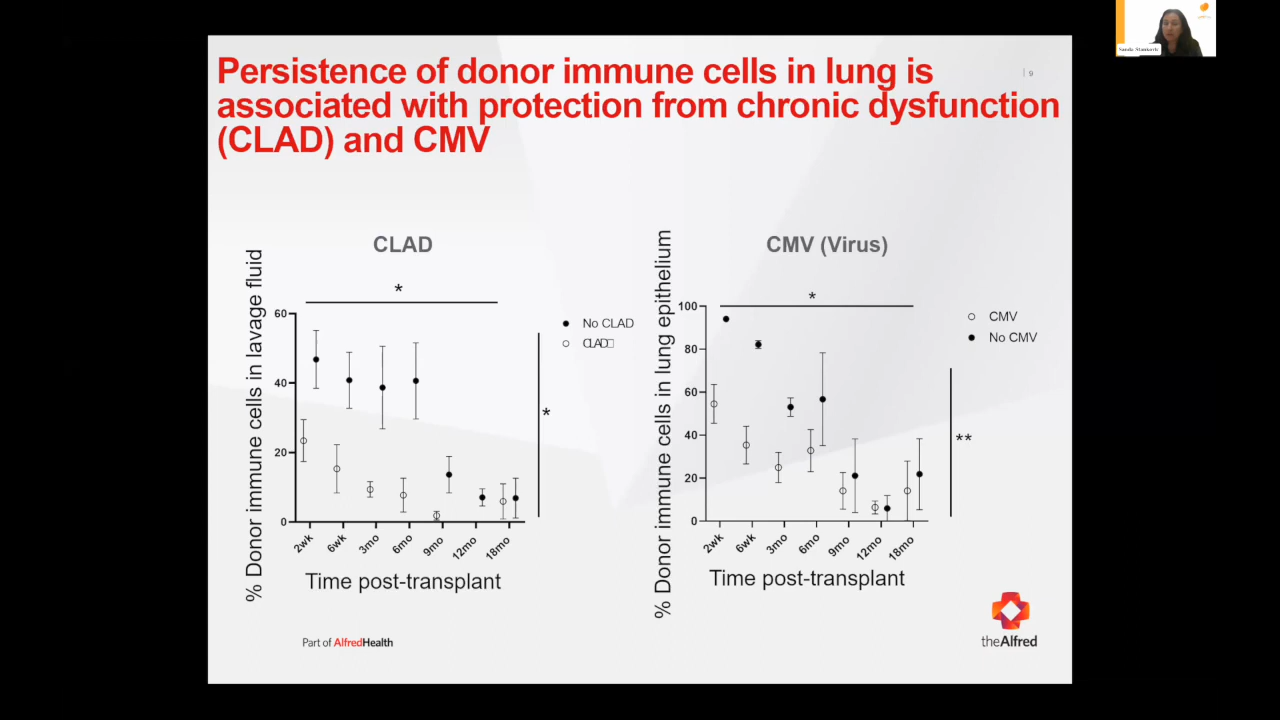 Persistence of donor immune cells in lung is
associated with protection from chronic dysfunction
(CLAD) and CMV
| 9
Sanda Stankovic
CLAD
% Donor immune cells in lavage fluid
60
40
20
0
*
*
No CLAD
CLAD
2wk
6wk
3mo
6mo
9mo
12mo
18mo
Time post-transplant
CMV (Virus)
% Donor immune cells in lung epithelium
100
80
60
40
20
0
*
**
CMV
No CMV
2wk
6wk
3mo
6mo
9mo
12mo
18mo
Time post-transplant
Part of AlfredHealth
theAlfred